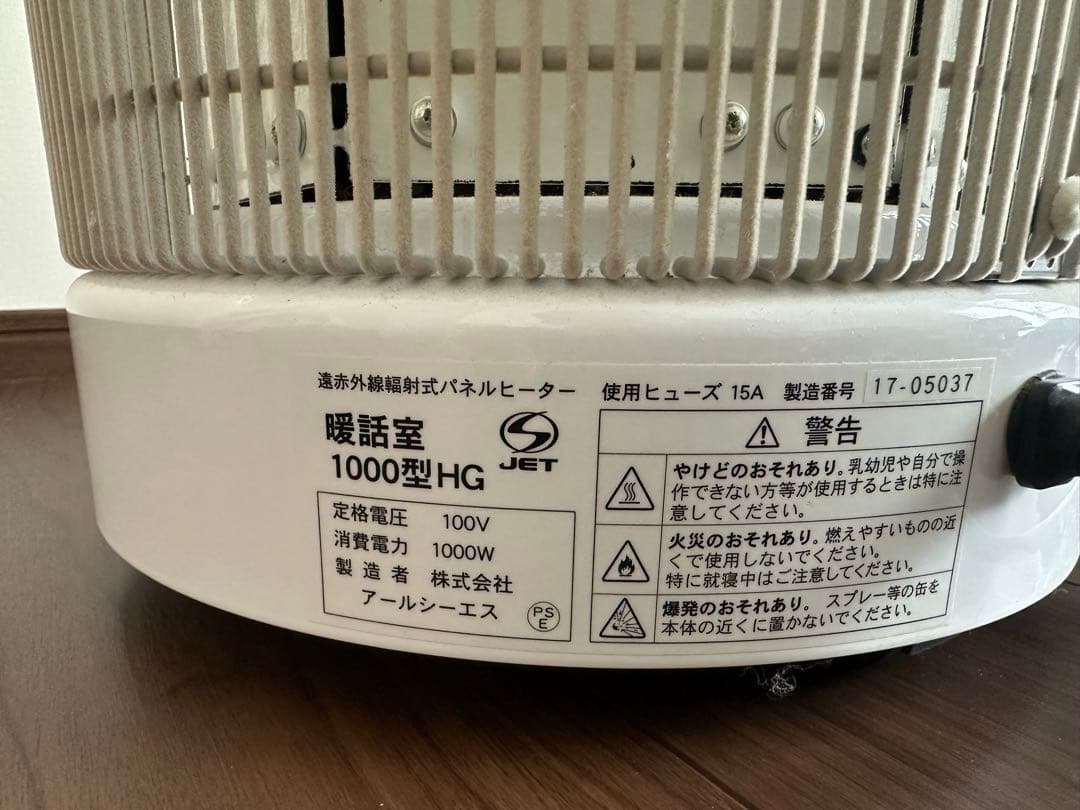 遠赤外線輻射式パネルヒーター 使用ヒューズ 15A 製造番号 17-05037
暖話室
1000型HG
JET
定格電圧 100V
消費電力 1000W
製造者 株式会社
アールシーエス
PS
E
警告
やけどのおそれあり。乳幼児や自分で操
作できない方等が使用するときは特に注
意してください。
火災のおそれあり。燃えやすいものの近
くで使用しないでください。
特に就寝中はご注意してください。
爆発のおそれあり。スプレー等の缶を
本体の近くに置かないでください。